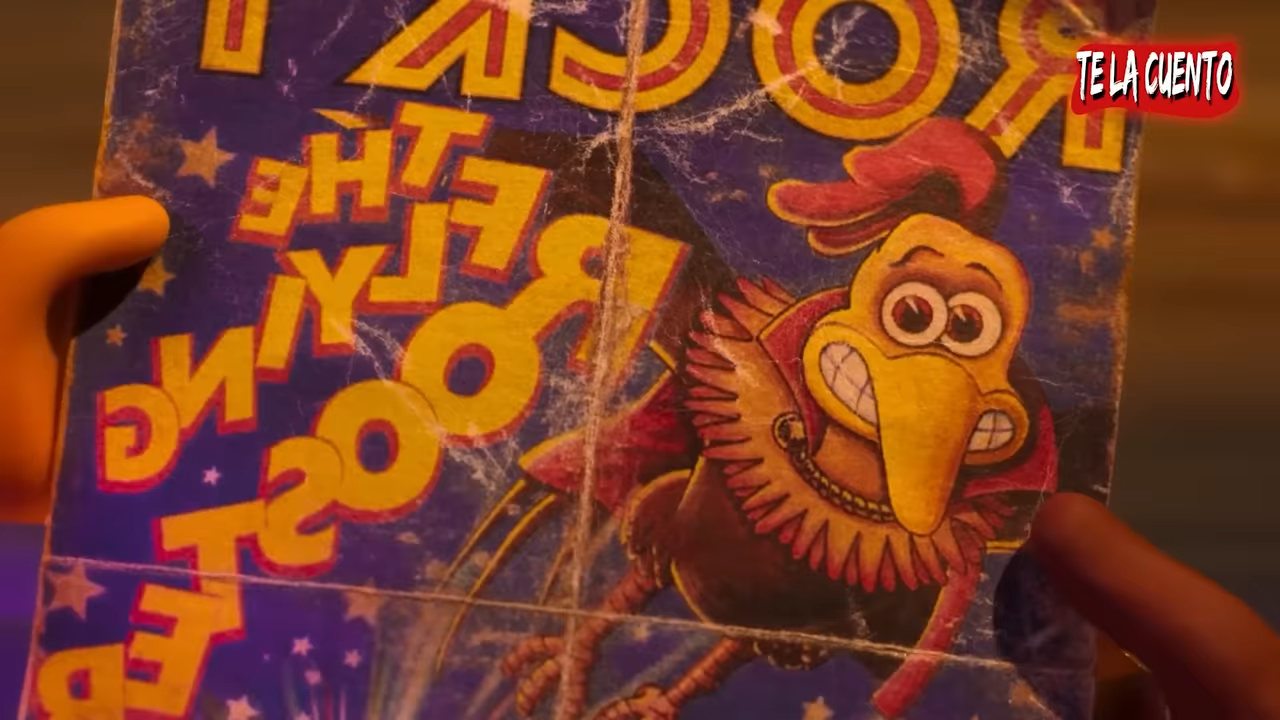 ROCKY
TE LA CUENTO
THE
FLYING
ROOSTER